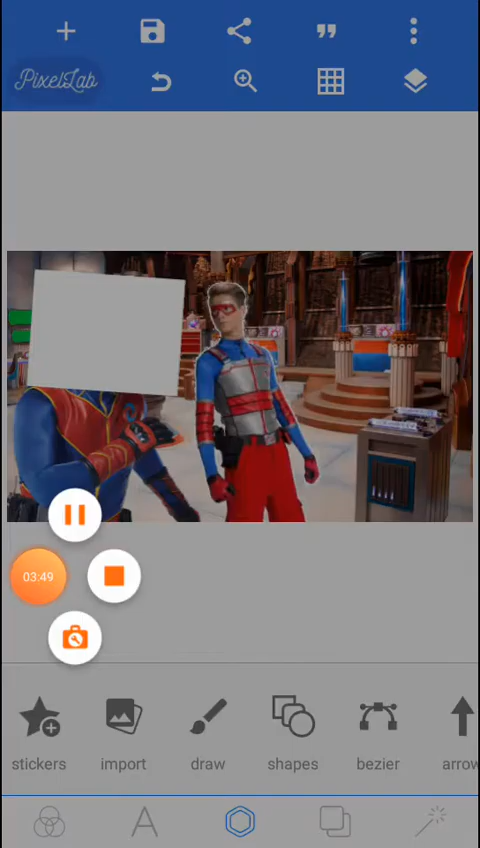 PixelLab
03:49
stickers
import
draw
shapes
bezier
arrow